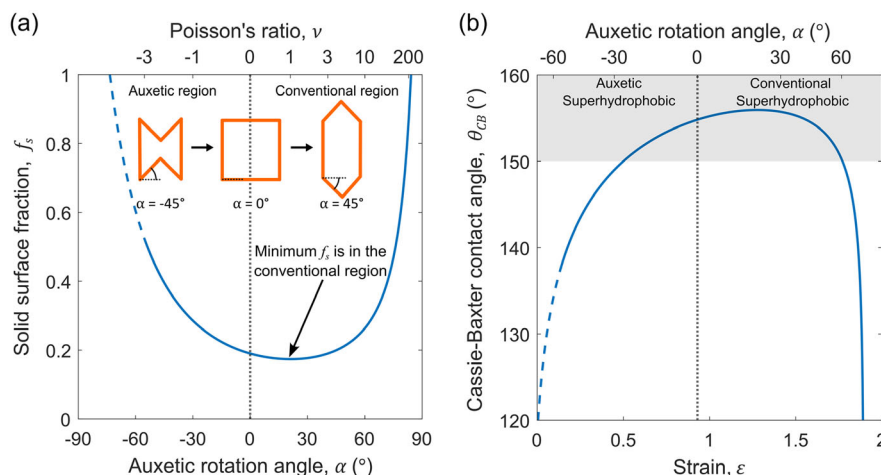 (a)
Poisson's ratio, ν
-3 -1 0 1 3 10 200
Solid surface fraction, fs
1
0.8
0.6
0.4
0.2
0
Auxetic region
Conventional region
α = -45°
α = 0°
α = 45°
Minimum fs is in the
conventional region
-90 -60 -30 0 30 60 90
Auxetic rotation angle, α (°)
(b)
Auxetic rotation angle, α (°)
-60 -30 0 30 60
Cassie-Baxter contact angle, θCB (°)
160
150
140
130
120
Auxetic
Superhydrophobic
Conventional
Superhydrophobic
0 0.5 1 1.5 2
Strain, ε